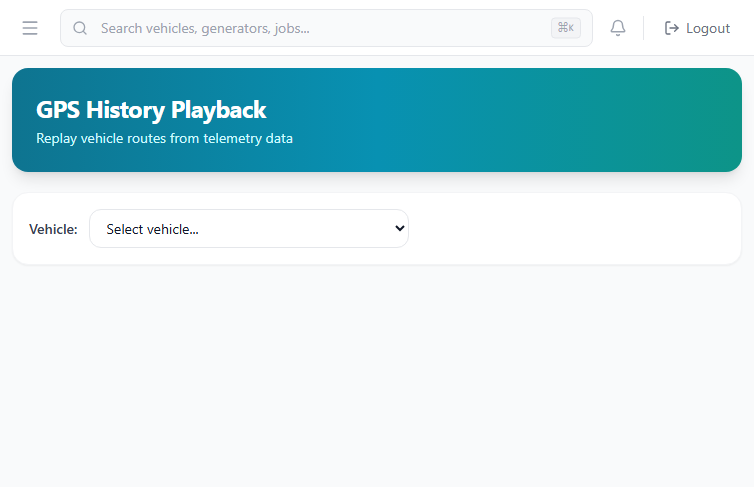 Search vehicles, generators, jobs...
⌘K
Logout
GPS History Playback
Replay vehicle routes from telemetry data
Vehicle:
Select vehicle...